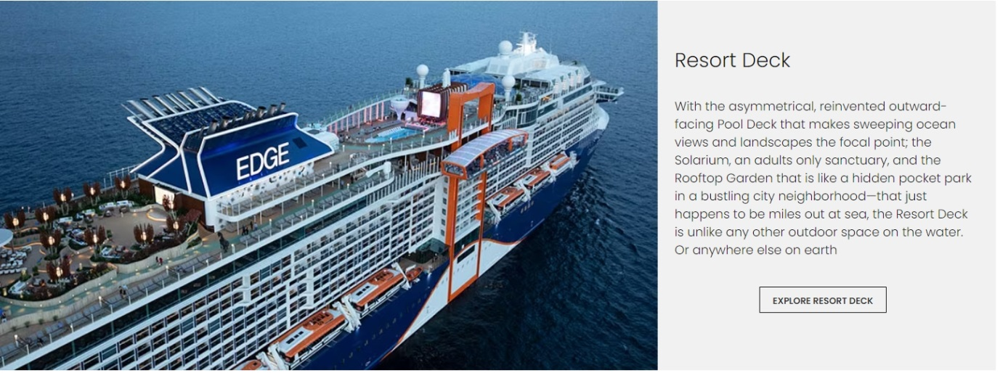 EDGE
Resort Deck
With the asymmetrical, reinvented outward-
facing Pool Deck that makes sweeping ocean
views and landscapes the focal point; the
Solarium, an adults only sanctuary, and the
Rooftop Garden that is like a hidden pocket park
in a bustling city neighborhood—that just
happens to be miles out at sea, the Resort Deck
is unlike any other outdoor space on the water.
Or anywhere else on earth
EXPLORE RESORT DECK